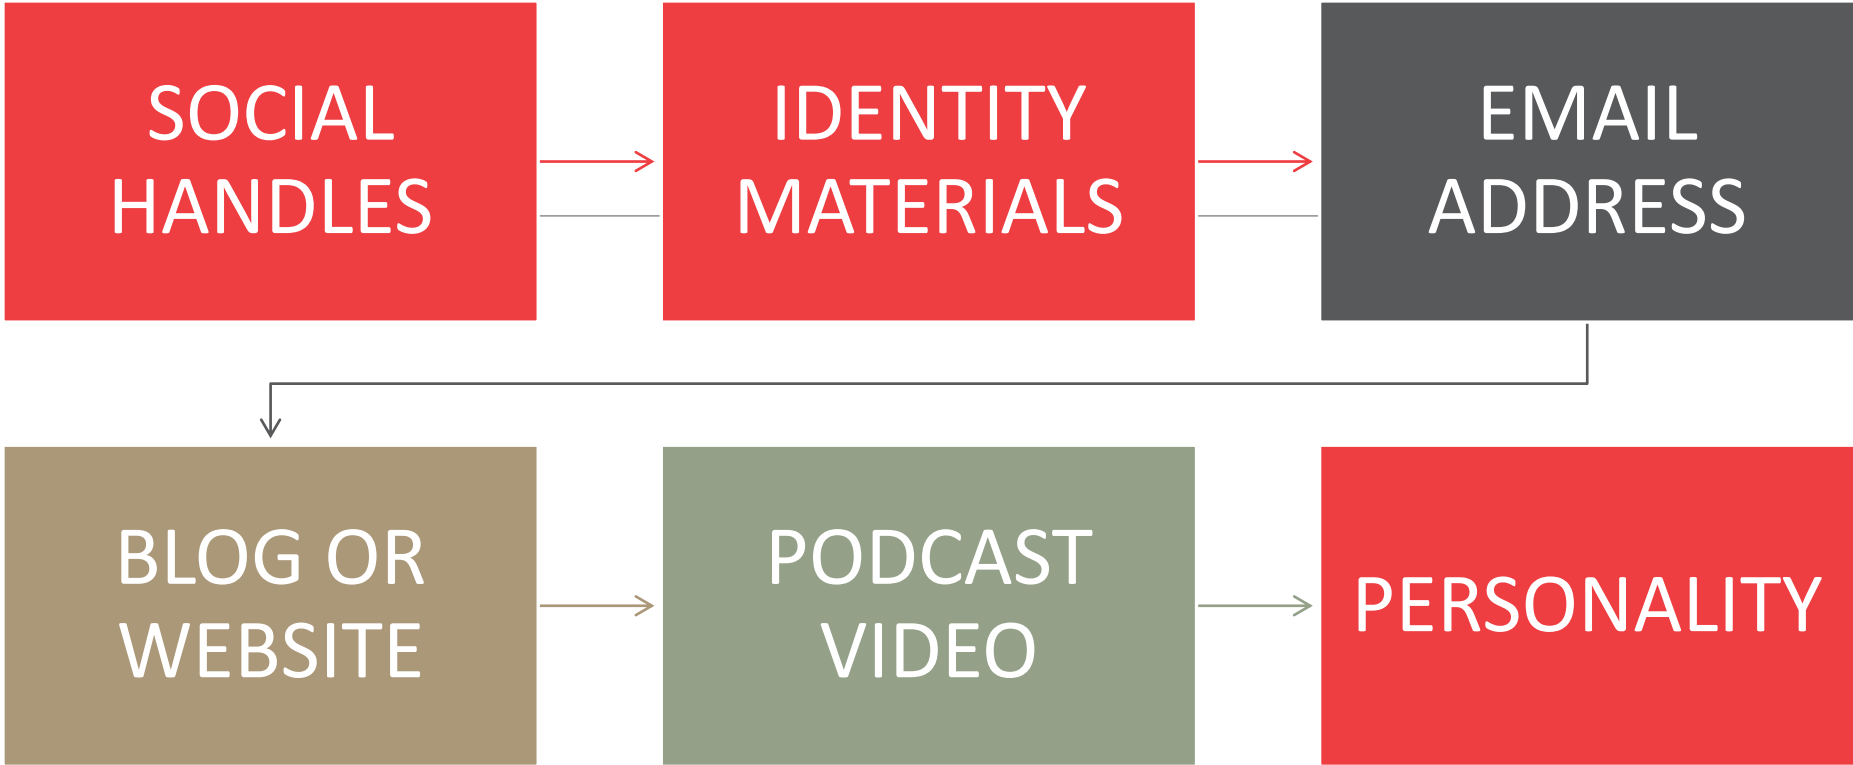 SOCIAL
HANDLES
IDENTITY
MATERIALS
EMAIL
ADDRESS
BLOG OR
WEBSITE
PODCAST
VIDEO
PERSONALITY